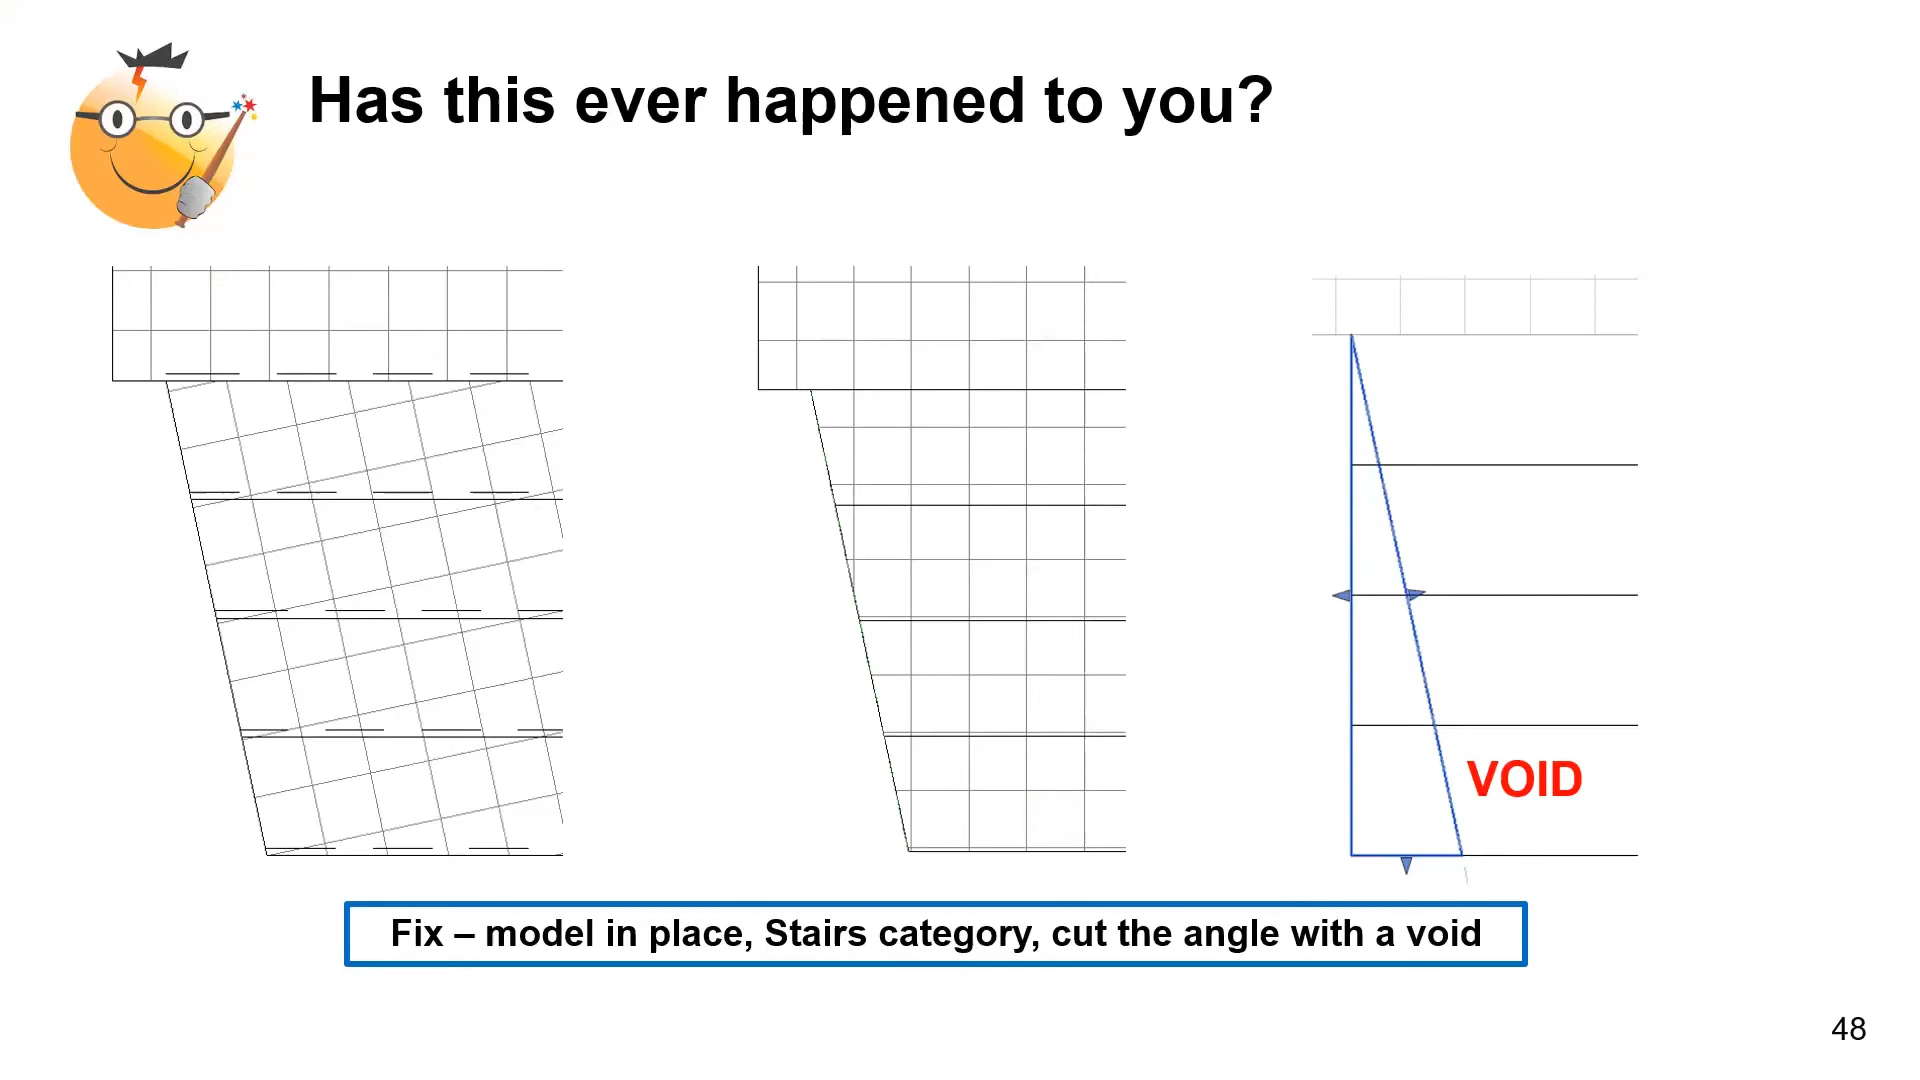 Has this ever happened to you?
VOID
Fix – model in place, Stairs category, cut the angle with a void
48